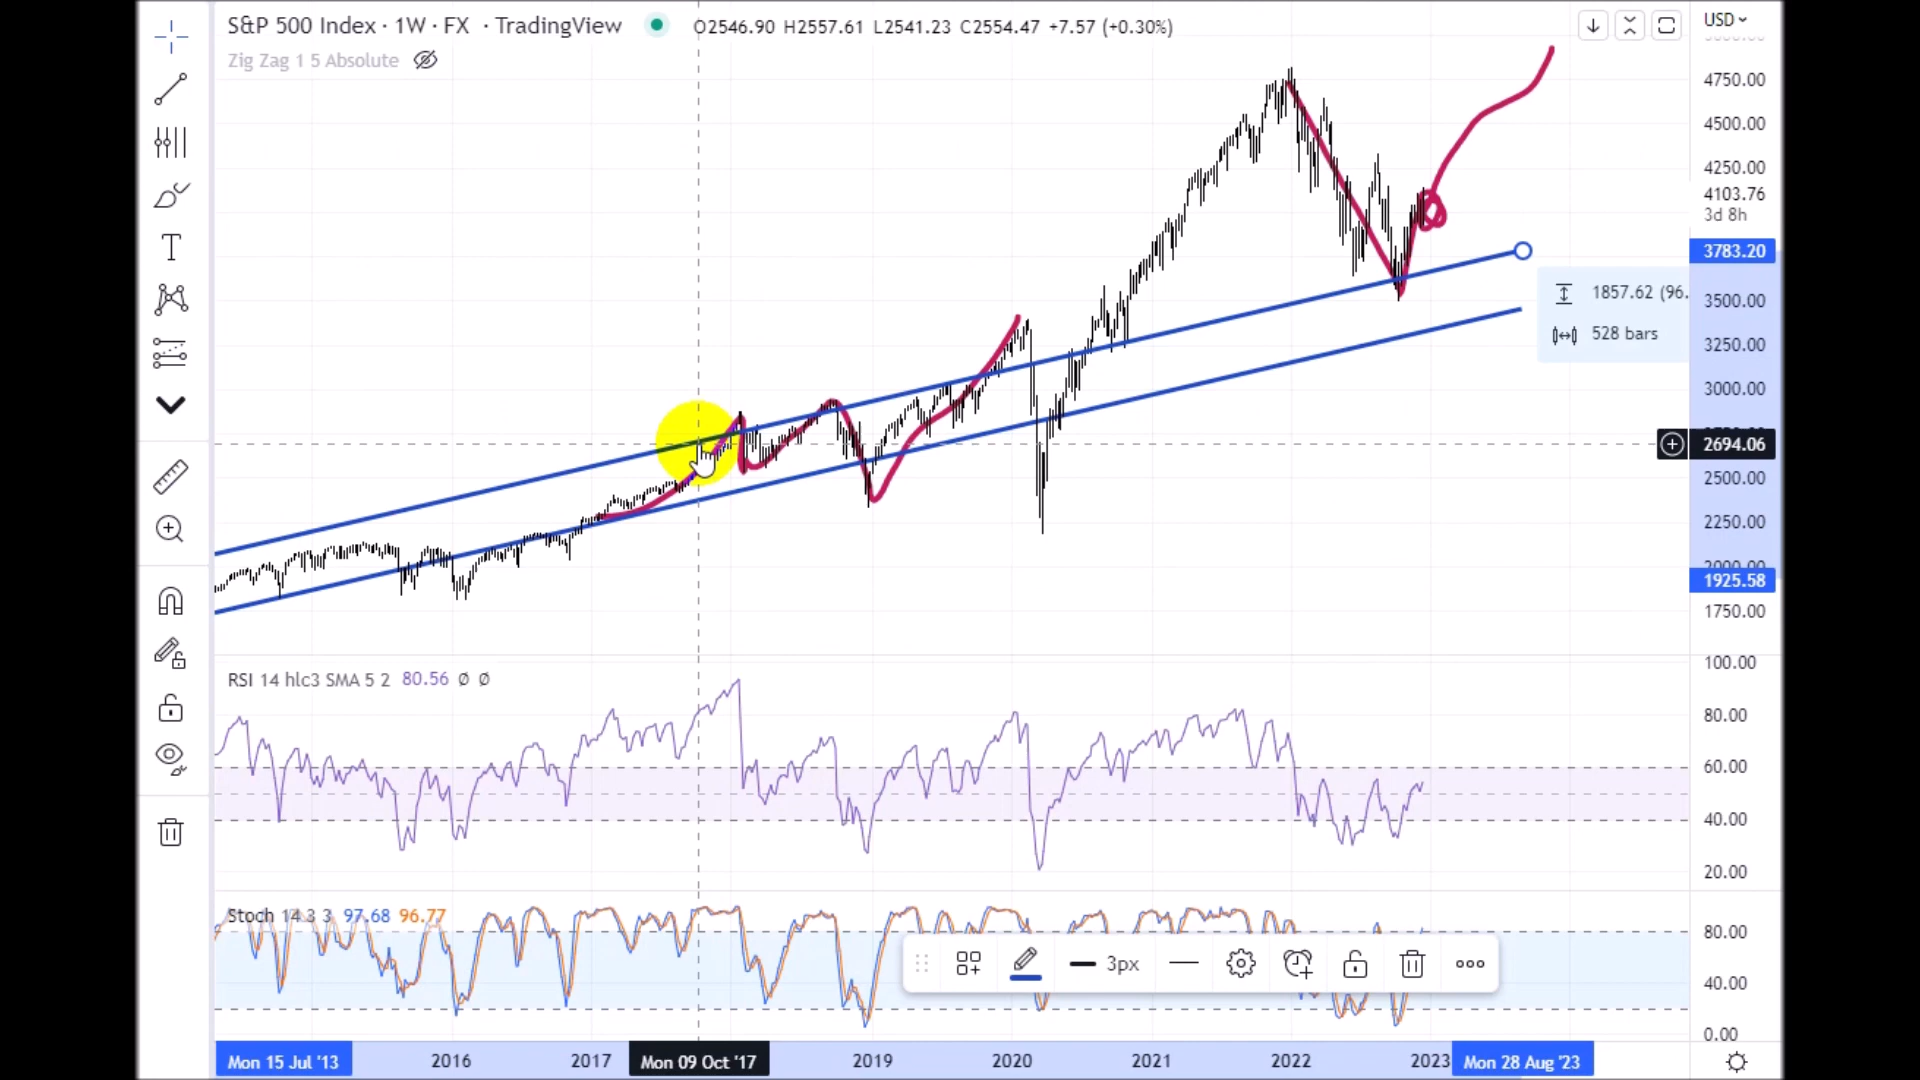 S&P 500 Index · 1W · FX · TradingView O2546.90 H2557.61 L2541.23 C2554.47 +7.57 (+0.30%)
USD
Zig Zag 1 5 Absolute
4750.00
4500.00
4250.00
4103.76
3d 8h
3783.20
1857.62 (96.
3500.00
528 bars
3250.00
3000.00
2694.06
2500.00
2250.00
2000.00
1925.58
1750.00
RSI 14 hlc3 SMA 5 2 80.56 Ø Ø
100.00
80.00
60.00
40.00
20.00
Stoch 14 3 3 97.68 96.77
80.00
3px
40.00
0.00
Mon 15 Jul '13 2016 2017 Mon 09 Oct '17 2019 2020 2021 2022 2023 Mon 28 Aug '23